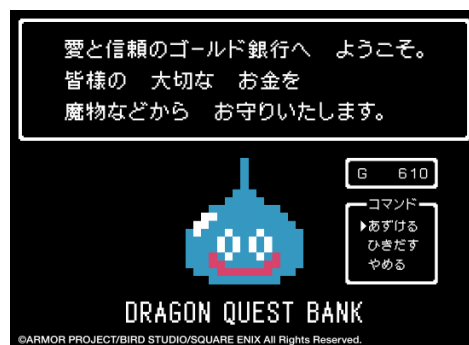 愛と信頼のゴールド銀行へ　ようこそ。
皆様の　大切な　お金を
魔物などから　お守りいたします。
G　610
コマンド
▶あずける
ひきだす
やめる
DRAGON QUEST BANK
©ARMOR PROJECT/BIRD STUDIO/SQUARE ENIX All Rights Reserved.